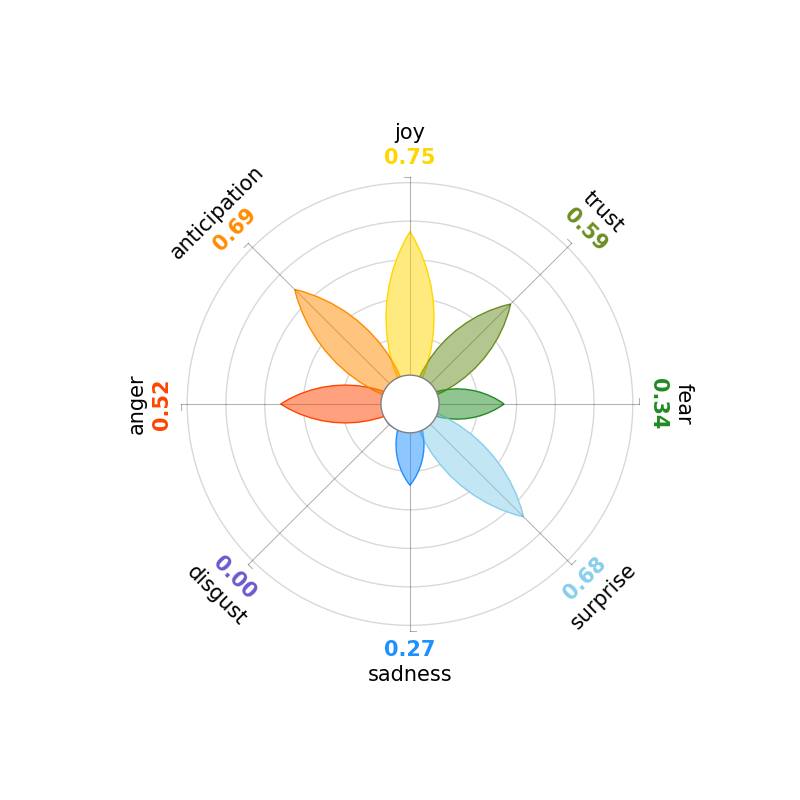 joy
0.75
anticipation
0.69
trust
0.59
anger
0.52
fear
0.34
disgust
0.00
surprise
0.68
0.27
sadness